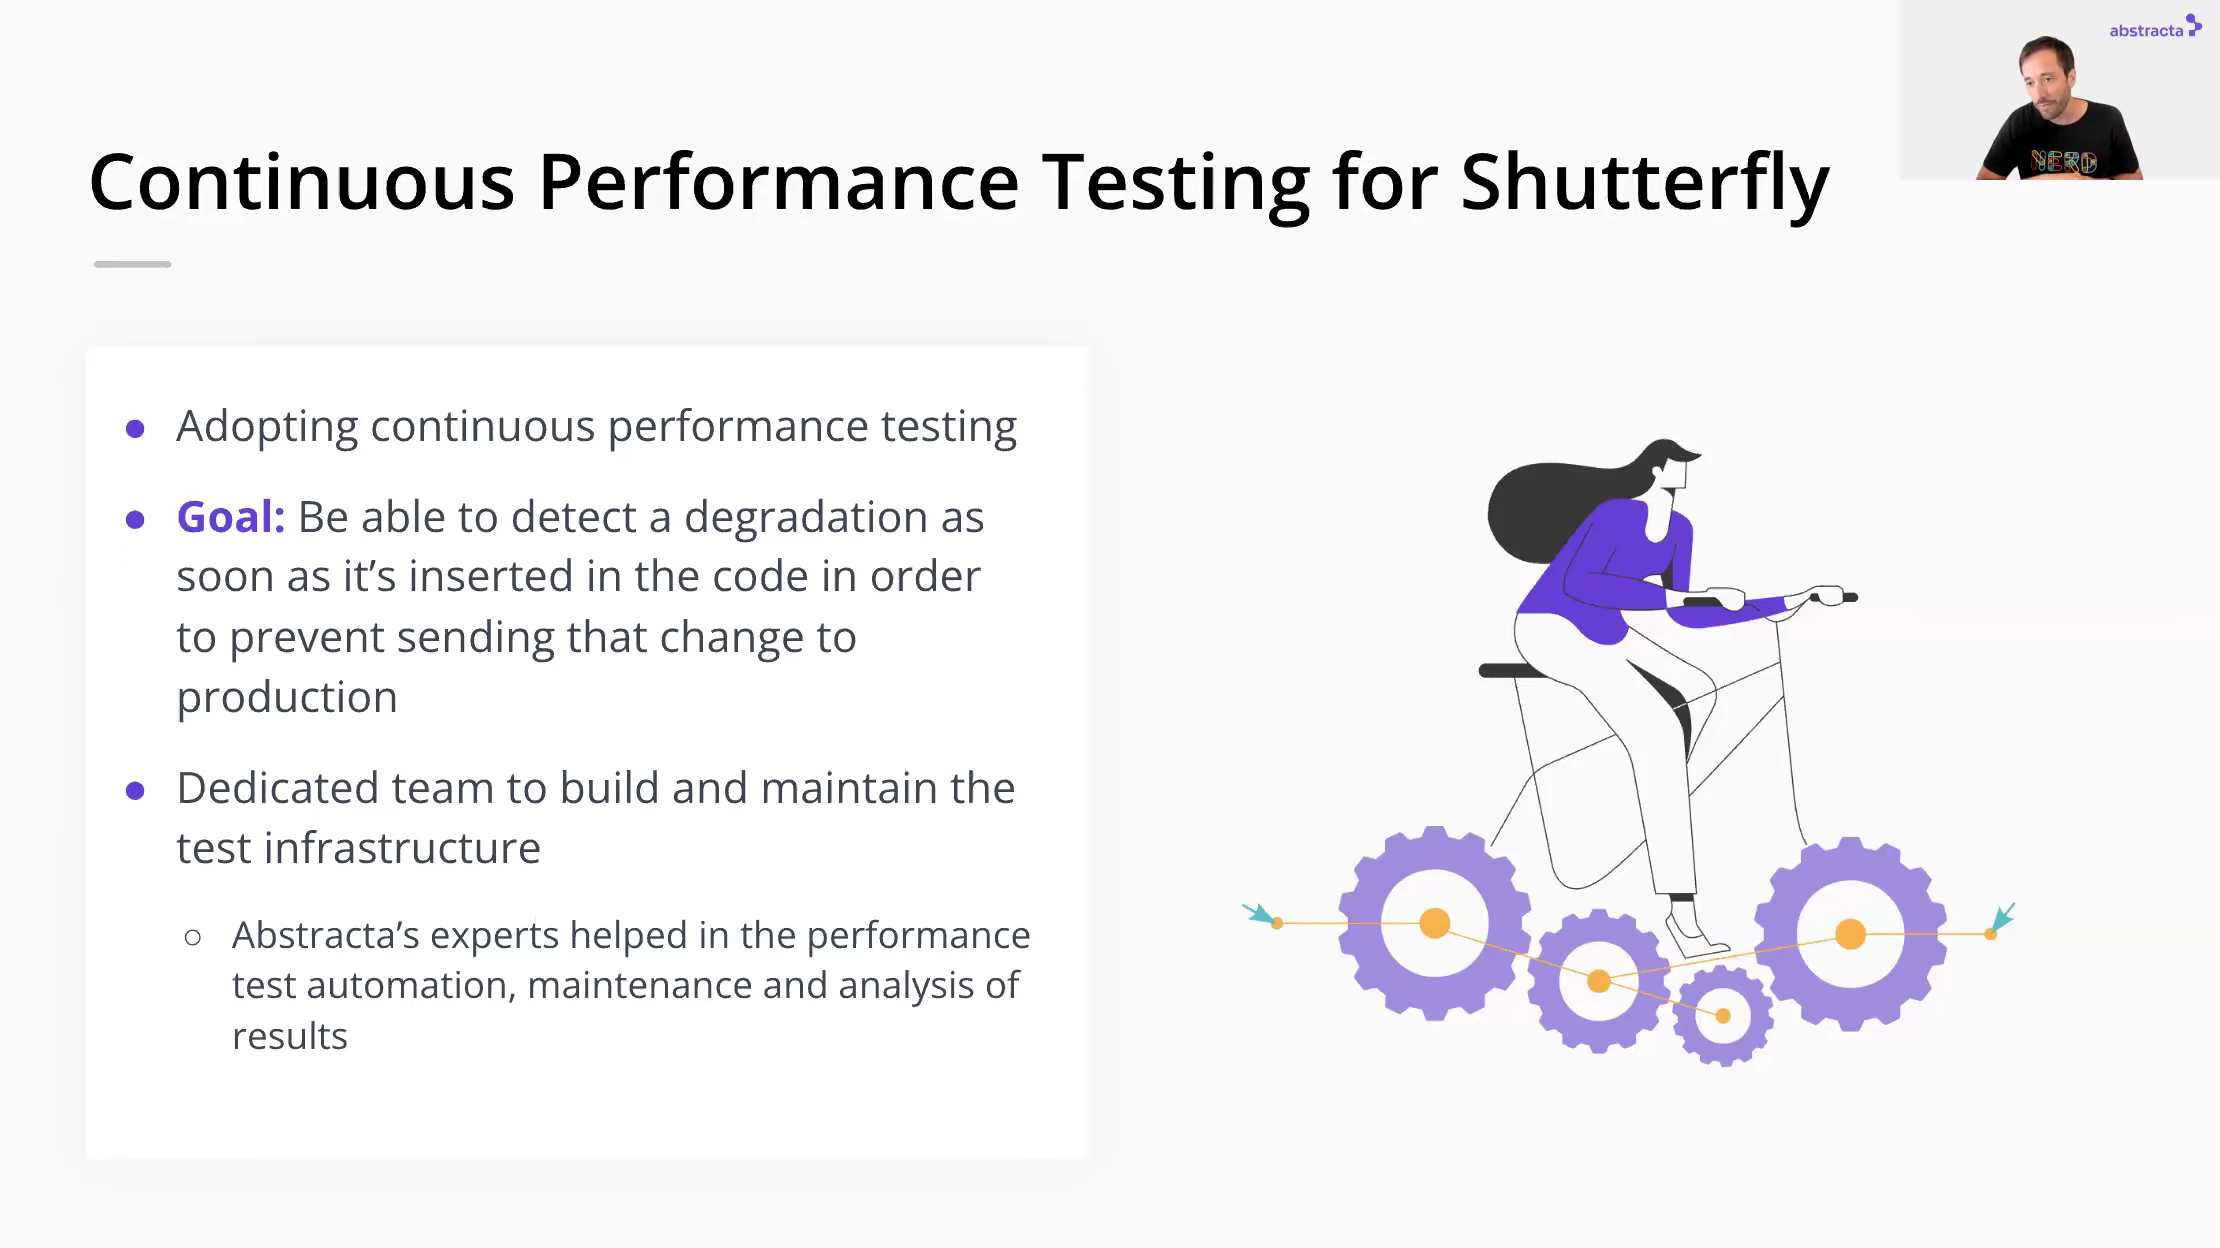 abstracta
NERD
Continuous Performance Testing for Shutterfly
● Adopting continuous performance testing
● Goal: Be able to detect a degradation as
soon as it’s inserted in the code in order
to prevent sending that change to
production
● Dedicated team to build and maintain the
test infrastructure
○ Abstracta’s experts helped in the performance
test automation, maintenance and analysis of
results